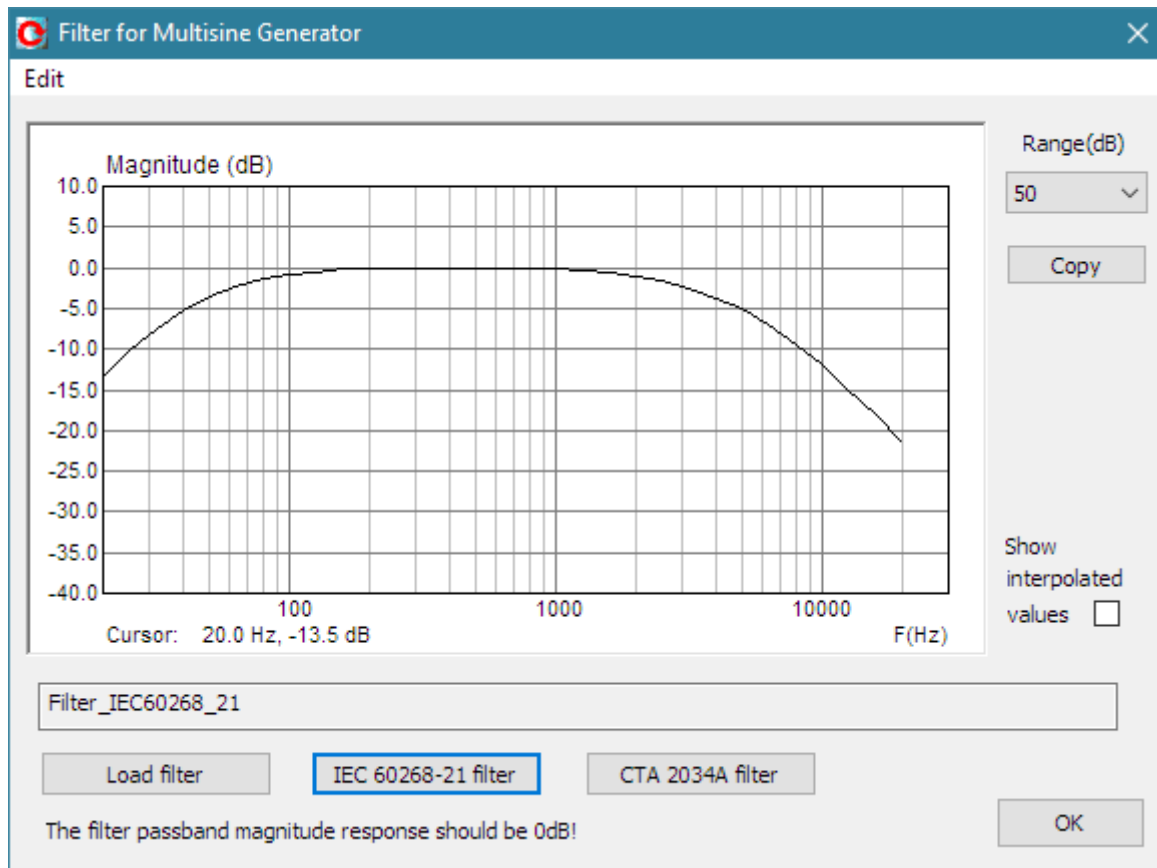 Filter for Multisine Generator
Edit
Magnitude (dB)
10.0
5.0
0.0
-5.0
-10.0
-15.0
-20.0
-25.0
-30.0
-35.0
-40.0
100 1000 10000
Cursor: 20.0 Hz, -13.5 dB F(Hz)
Range(dB)
50
Copy
Show
interpolated
values
Filter_IEC60268_21
Load filter IEC 60268-21 filter CTA 2034A filter
The filter passband magnitude response should be 0dB!
OK